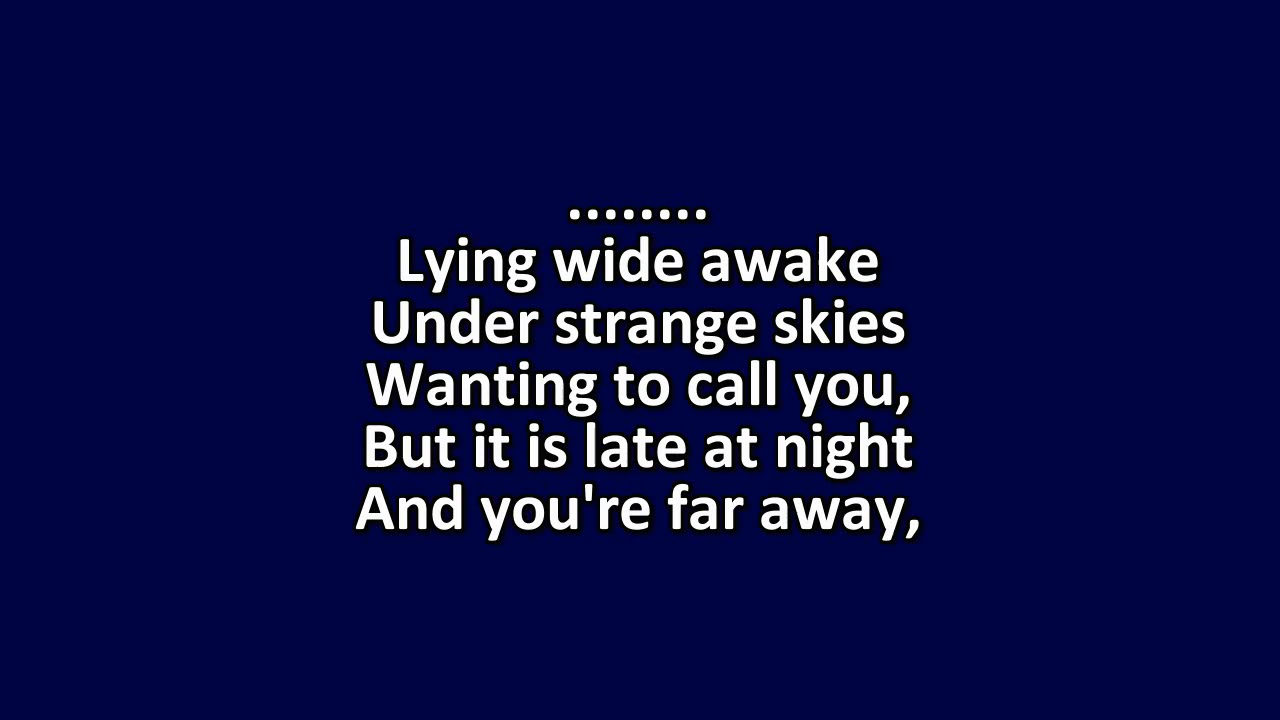 ........
Lying wide awake
Under strange skies
Wanting to call you,
But it is late at night
And you're far away,